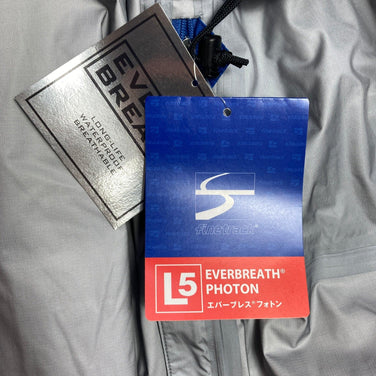 EVER
BREA
LONG-LIFE
WATERPROOF
BREATHABLE
finetrack®
L5
EVERBREATH®
PHOTON
エバーブレス®フォトン